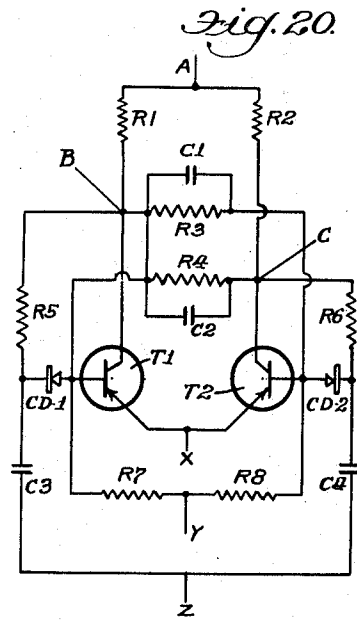 Fig. 20.
A
R1 R2
C1
B
R3
C
R4
R5 C2 R6
T1
CD-1 T2 CD-2
X
C3 R7 R8 C4
Y
Z